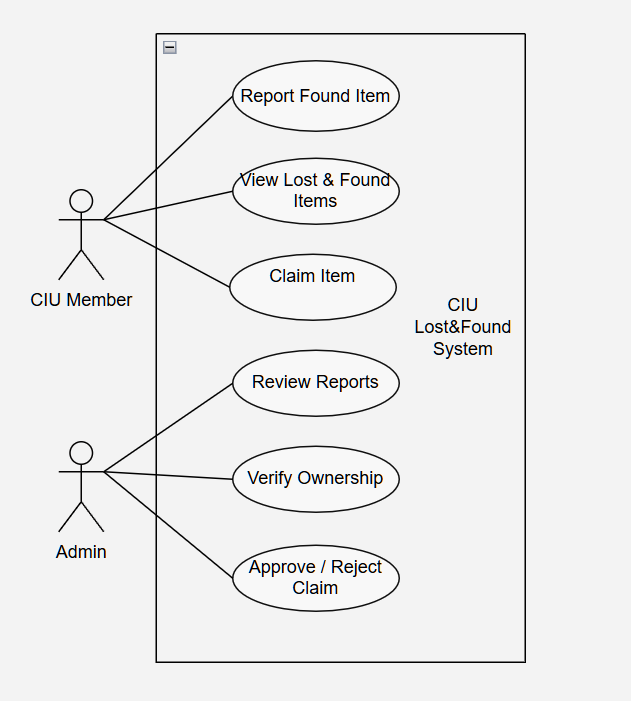 Report Found Item
View Lost & Found
Items
Claim Item
CIU Member
CIU
Lost&Found
System
Review Reports
Verify Ownership
Admin
Approve / Reject
Claim